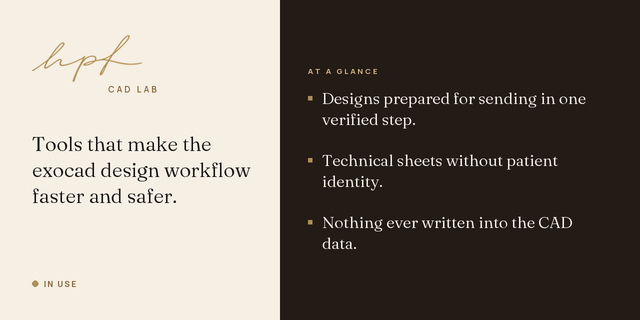 hpf
CAD LAB
Tools that make the
exocad design workflow
faster and safer.
IN USE
AT A GLANCE
Designs prepared for sending in one
verified step.
Technical sheets without patient
identity.
Nothing ever written into the CAD
data.